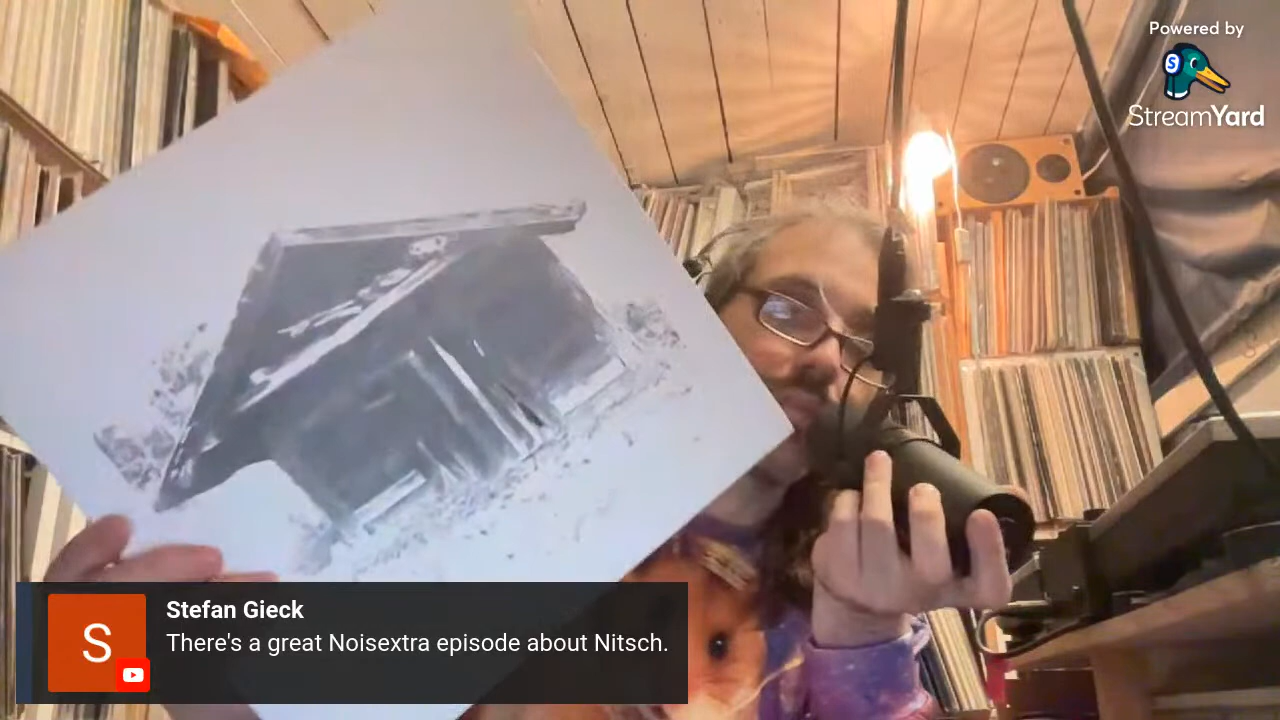 Powered by
S
StreamYard
S
Stefan Gieck
There's a great Noisextra episode about Nitsch.